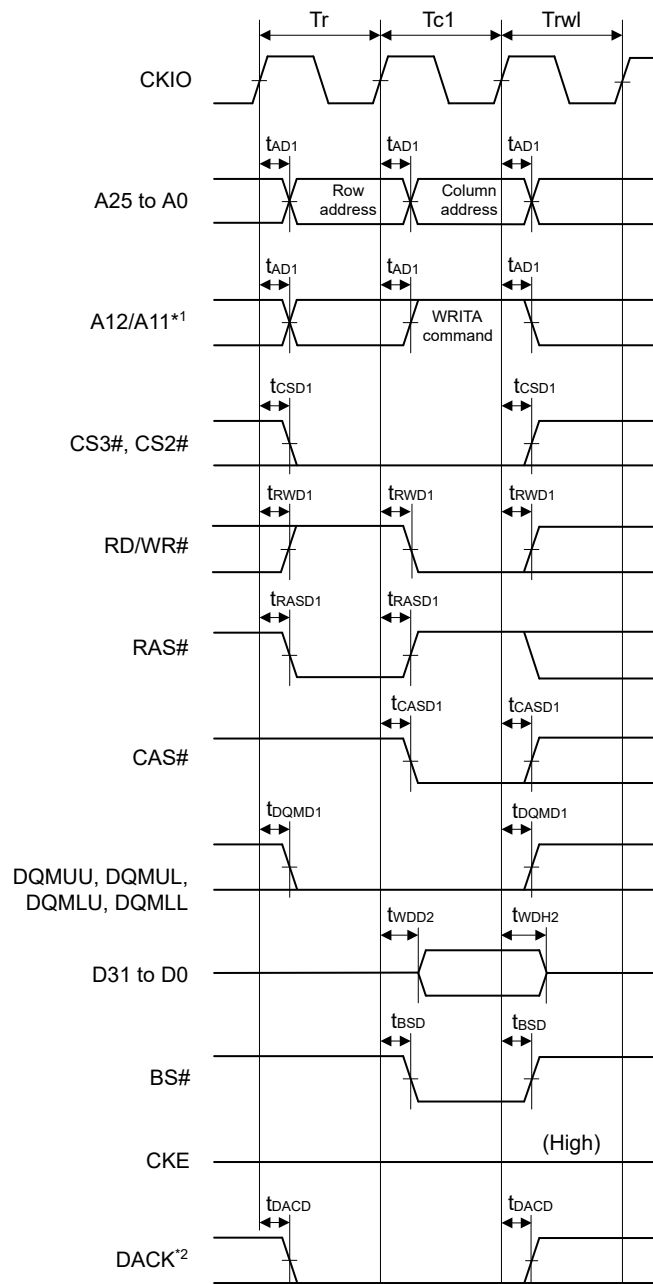 Tr Tc1 Trwl
CKIO
tAD1 tAD1 tAD1
A25 to A0
Row address
Column address
tAD1 tAD1 tAD1
A12/A11*1
WRITA command
tCSD1 tCSD1
CS3#, CS2#
tRWD1 tRWD1 tRWD1
RD/WR#
tRASD1 tRASD1
RAS#
tCASD1 tCASD1
CAS#
tDQMD1 tDQMD1
DQMUU, DQMUL,
DQMLU, DQMLL
tWDD2 tWDH2
D31 to D0
tBSD tBSD
BS#
(High)
CKE
tDACD tDACD
DACK*2